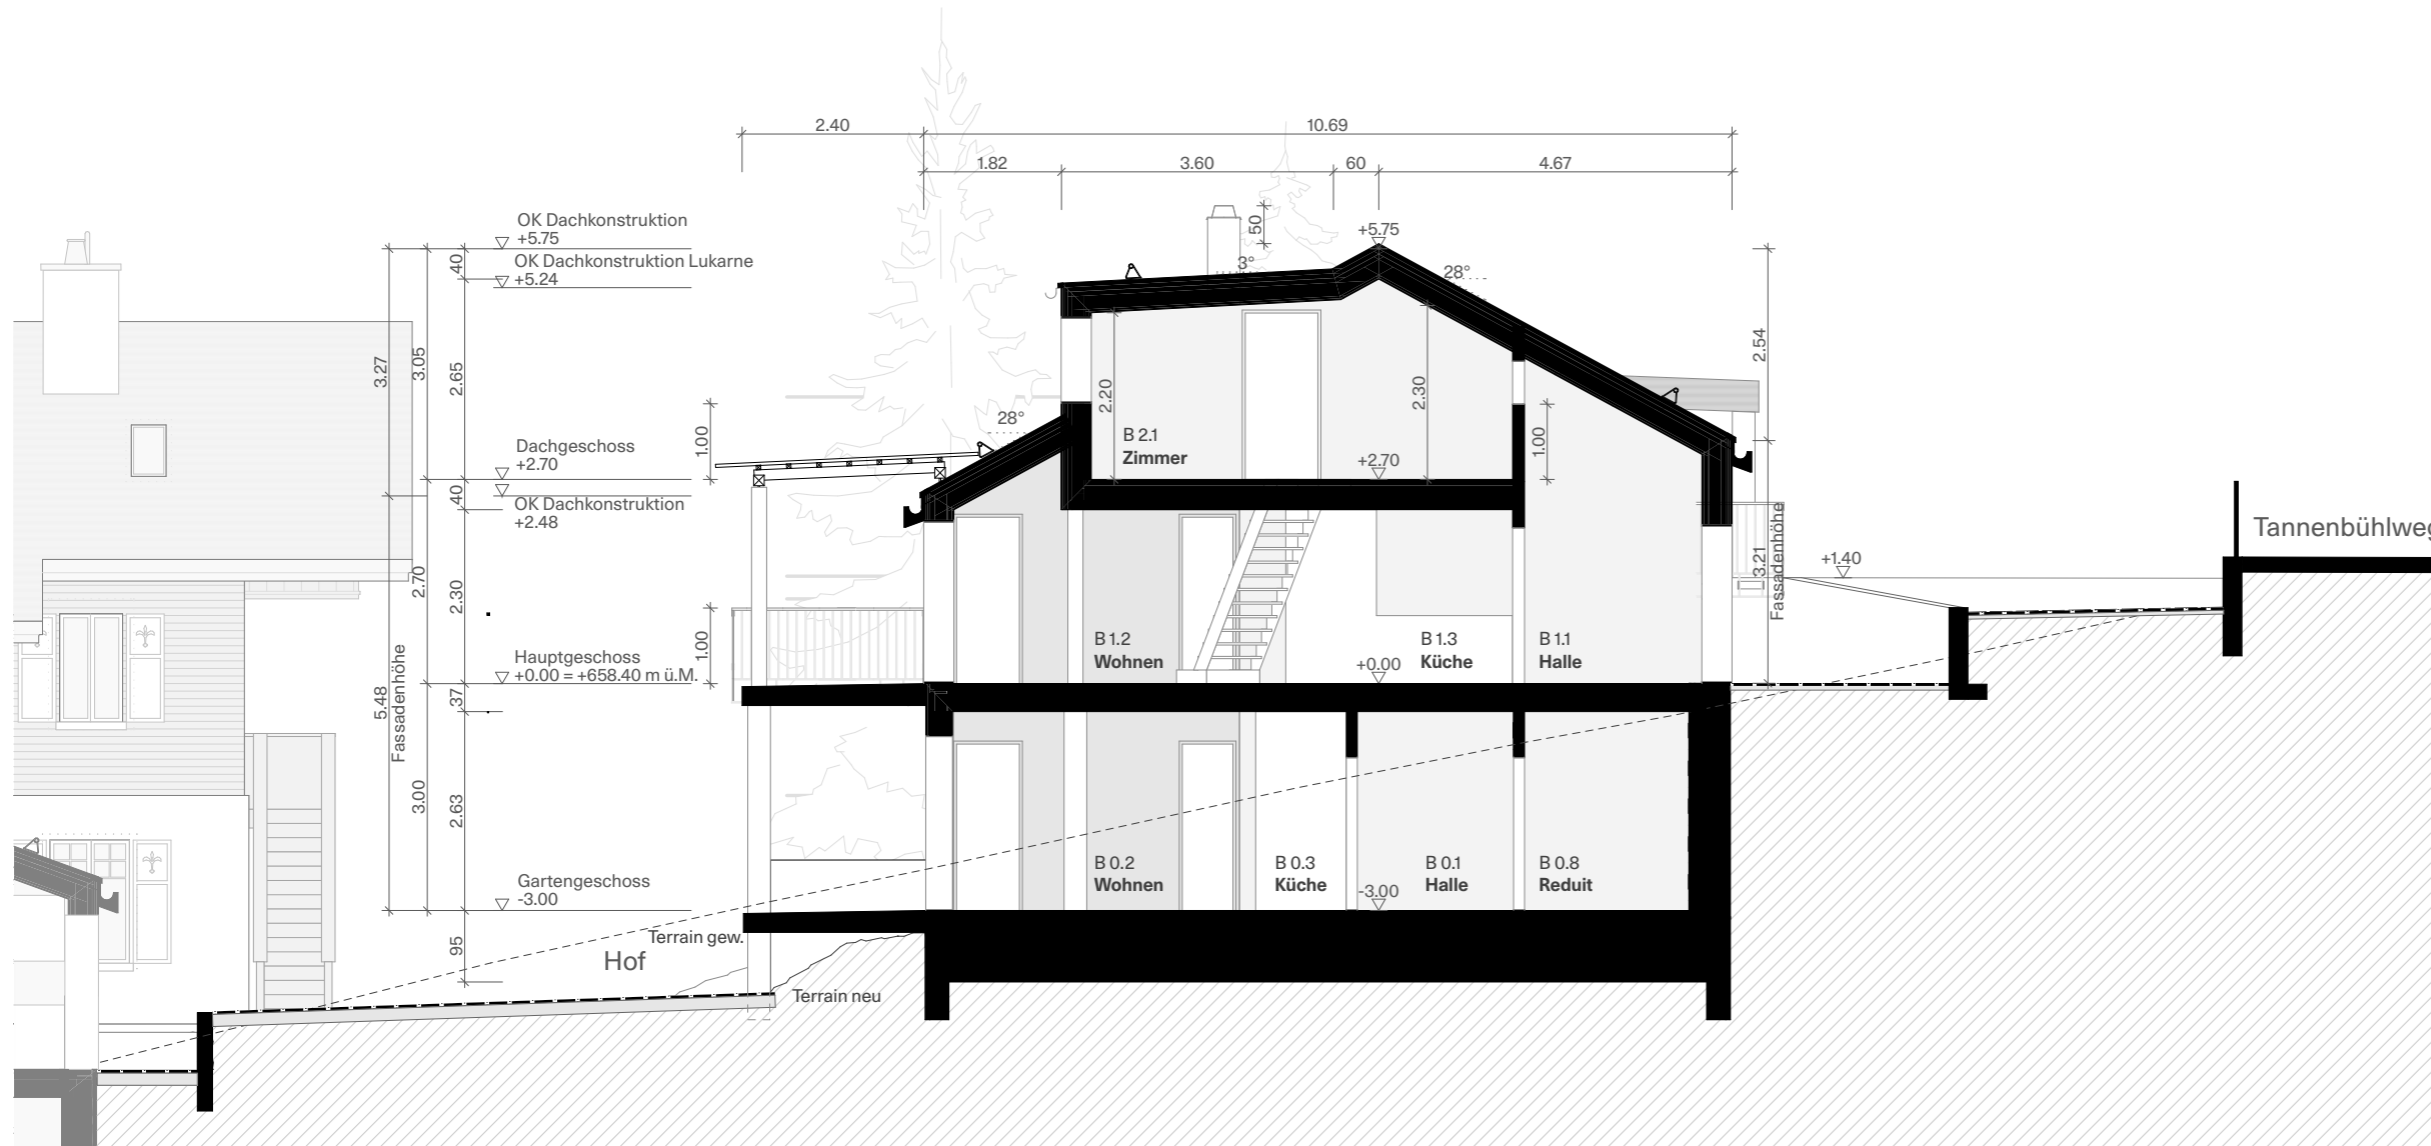 2.40
10.69
1.82
3.60
60
4.67
OK Dachkonstruktion
+5.75
OK Dachkonstruktion Lukarne
+5.24
40
50
+5.75
3°
28°
3.27
3.05
2.65
2.54
2.20
2.30
28°
1.00
1.00
B 2.1
Zimmer
Dachgeschoss
+2.70
+2.70
40
OK Dachkonstruktion
+2.48
Tannenbühlweg
+1.40
3.21
Fassadenhöhe
2.70
2.30
1.00
B 1.2
Wohnen
B 1.3
Küche
B 1.1
Halle
Hauptgeschoss
+0.00 = +658.40 m ü.M.
+0.00
37
5.48
Fassadenhöhe
3.00
2.63
B 0.2
Wohnen
B 0.3
Küche
B 0.1
Halle
B 0.8
Reduit
Gartengeschoss
-3.00
-3.00
95
Terrain gew.
Hof
Terrain neu